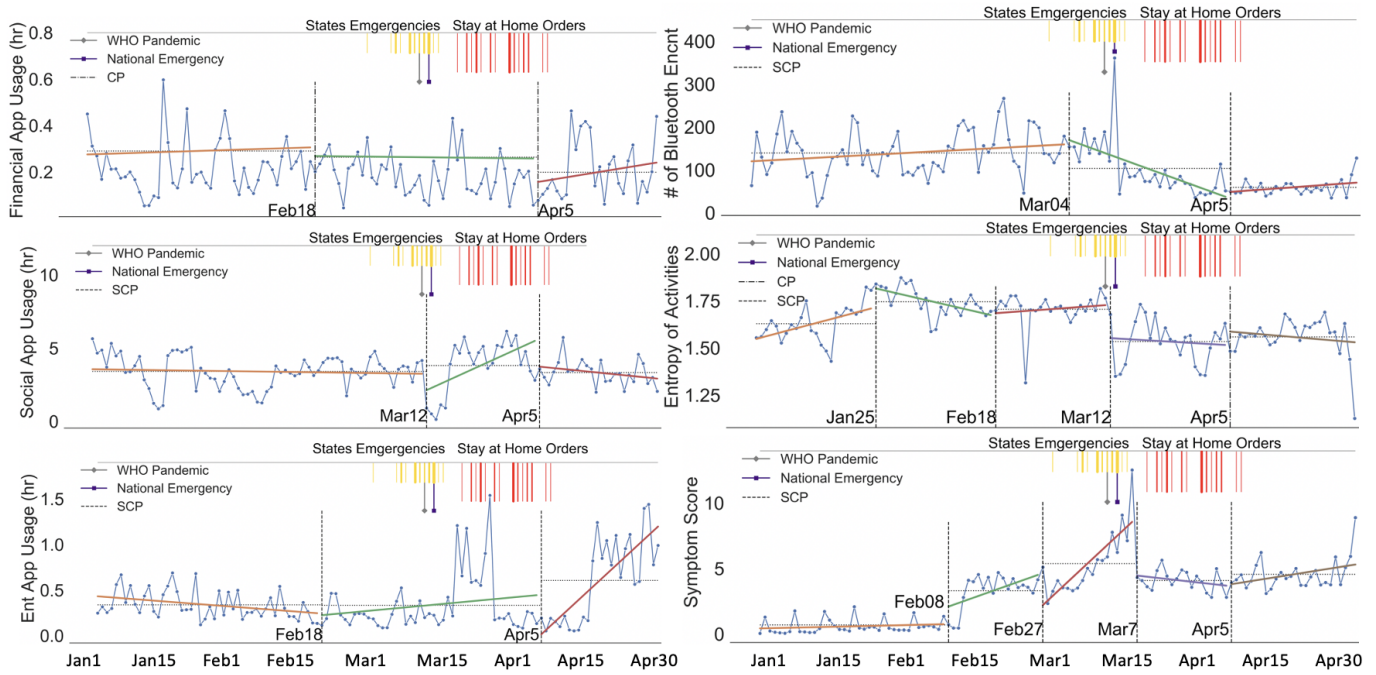 States Emgergencies Stay at Home Orders
Financial App Usage (hr)
0.8
0.6
0.4
0.2
WHO Pandemic
National Emergency
CP
Feb18
Apr5
States Emgergencies Stay at Home Orders
# of Bluetooth Encnt
400
300
200
100
0
WHO Pandemic
National Emergency
SCP
Mar04
Apr5
States Emgergencies Stay at Home Orders
Social App Usage (hr)
10
5
0
WHO Pandemic
National Emergency
SCP
Mar12
Apr5
States Emgergencies Stay at Home Orders
Entropy of Activities
2.00
1.75
1.50
1.25
WHO Pandemic
National Emergency
CP
SCP
Jan25
Feb18
Mar12
Apr5
States Emgergencies Stay at Home Orders
Ent App Usage (hr)
1.5
1.0
0.5
0.0
WHO Pandemic
National Emergency
SCP
Feb18
Apr5
Jan1 Jan15 Feb1 Feb15 Mar1 Mar15 Apr1 Apr15 Apr30
States Emgergencies Stay at Home Orders
Symptom Score
10
5
0
WHO Pandemic
National Emergency
SCP
Feb08
Feb27
Mar7
Apr5
Jan1 Jan15 Feb1 Feb15 Mar1 Mar15 Apr1 Apr15 Apr30